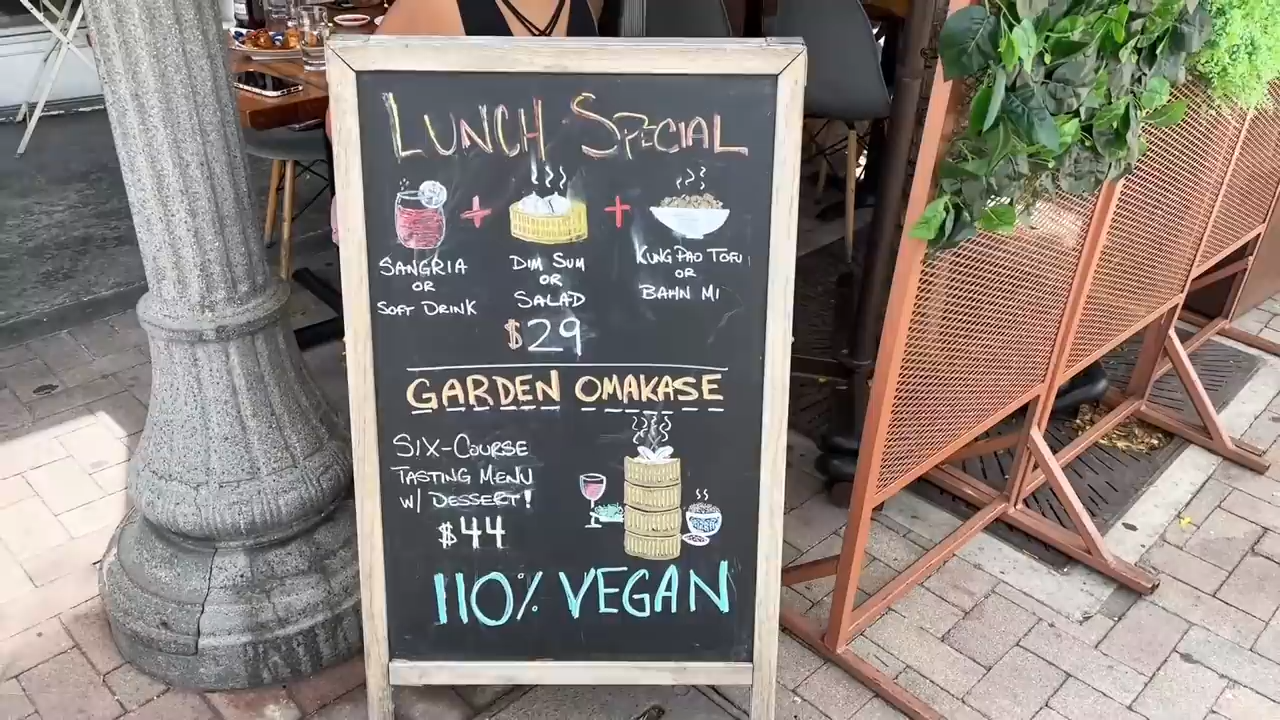 LUNCH SPECIAL
+ +
SANGRIA
OR
SOFT DRINK
DIM SUM
OR
SALAD
KUNG PAO TOFU
OR
BAHN MI
$29
GARDEN OMAKASE
SIX-COURSE
TASTING MENU
W/ DESSERT!
$44
110% VEGAN